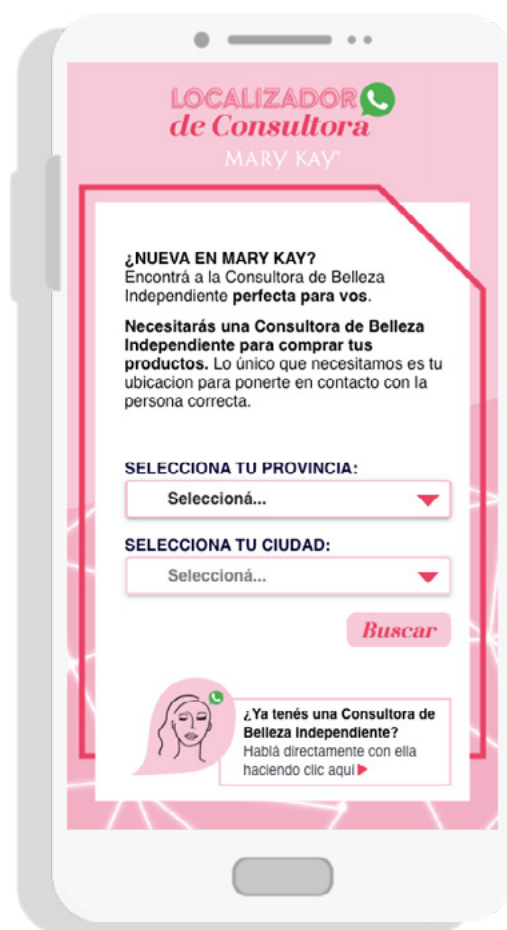 LOCALIZADOR
de Consultora
MARY KAY
¿NUEVA EN MARY KAY?
Encontrá a la Consultora de Belleza
Independiente perfecta para vos.
Necesitarás una Consultora de Belleza
Independiente para comprar tus
productos. Lo único que necesitamos es tu
ubicacion para ponerte en contacto con la
persona correcta.
SELECCIONA TU PROVINCIA:
Seleccioná...
SELECCIONA TU CIUDAD:
Seleccioná...
Buscar
¿Ya tenés una Consultora de
Belleza Independiente?
Hablá directamente con ella
haciendo clic aquí